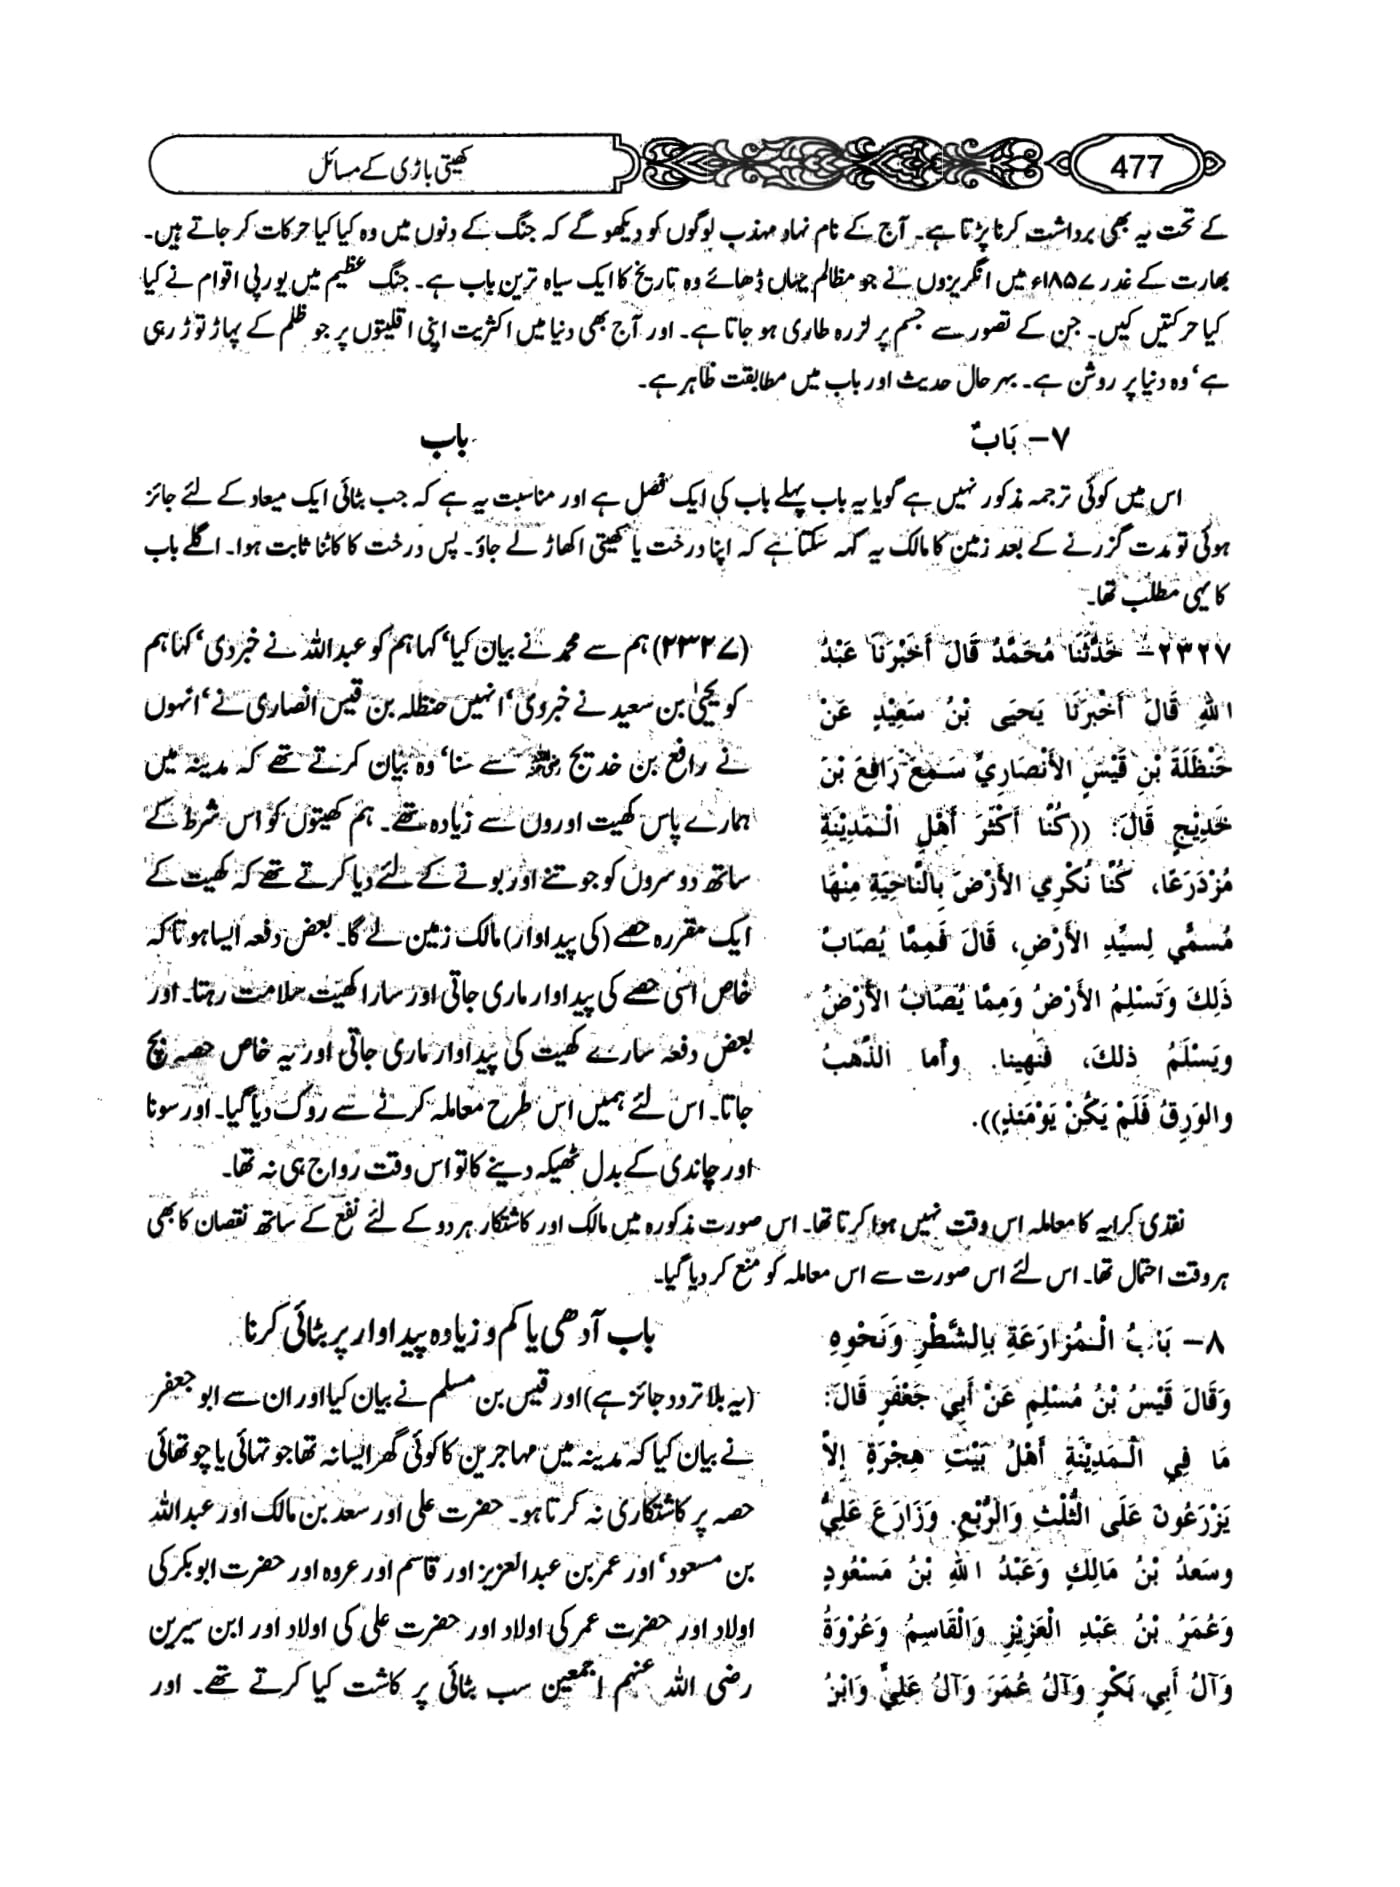 477
کھیتی باڑی کے مسائل
کے تحت یہ بھی برداشت کرنا پڑتا ہے۔ آج کے نام نہاد مہذب لوگوں کو دیکھو گے کہ جنگ کے دنوں میں وہ کیا کیا حرکات کر جاتے ہیں۔
بھارت کے غدر ۱۸۵۷ء میں انگریزوں نے جو مظالم یہاں ڈھائے وہ تاریخ کا ایک سیاہ ترین باب ہے۔ جنگ عظیم میں یورپی اقوام نے کیا
کیا حرکتیں کیں۔ جن کے تصور سے جسم پر لرزہ طاری ہو جاتا ہے۔ اور آج بھی دنیا میں اکثریت اپنی اقلیتوں پر جو ظلم کے پہاڑ توڑ رہی
ہے‘ وہ دنیا پر روشن ہے۔ بہر حال حدیث اور باب میں مطابقت ظاہر ہے۔
٧- بَابٌ
باب
اس میں کوئی ترجمہ مذکور نہیں ہے گویا یہ باب پہلے باب کی ایک فصل ہے اور مناسبت یہ ہے کہ جب بٹائی ایک میعاد کے لئے جائز
ہوئی تو مدت گزرنے کے بعد زمین کا مالک یہ کہہ سکتا ہے کہ اپنا درخت یا کھیتی اکھاڑ لے جاؤ۔ پس درخت کا کاٹنا ثابت ہوا۔ اگلے باب
کا یہی مطلب تھا۔
٢٣٢٧- حَدَّثَنَا مُحَمَّدٌ قَالَ أَخْبَرَنَا عَبْدُ
اللهِ قَالَ أَخْبَرَنَا يَحيَى بْنُ سَعِيْدٍ عَنْ
حَنْظَلَةَ بْنِ قَيْسٍ الأَنْصَارِيِّ سَمِعَ رَافِعَ بْنَ
خَدِيْجٍ قَالَ: ((كُنَّا أَكْثَرَ أَهْلِ الْمَدِيْنَةِ
مُزْدَرَعًا، كُنَّا نُكْرِي الأَرْضَ بِالنَّاحِيَةِ مِنْهَا
مُسمًّى لِسيِّدِ الأَرْضِ، قَالَ فَمِمَّا يُصَابُ
ذَلِكَ وَتَسْلِمُ الأَرْضُ وَمِمَّا يُصَابُ الأَرْضُ
ويَسْلَمُ ذلكَ، فَنهِينا. وأما الذَّهَبُ
والوَرِقُ فَلَمْ يَكُنْ يَوْمَئذٍ)).
(۲۳۲۷) ہم سے محمد نے بیان کیا‘ کہا ہم کو عبداللہ نے خبر دی‘ کہا ہم
کو یحییٰ بن سعید نے خبر دی‘ انہیں حنظلہ بن قیس انصاری نے‘ انہوں
نے رافع بن خدیج رضی اللہ عنہ سے سنا‘ وہ بیان کرتے تھے کہ مدینہ میں
ہمارے پاس کھیت اوروں سے زیادہ تھے۔ ہم کھیتوں کو اس شرط کے
ساتھ دوسروں کو جوتنے اور بونے کے لئے دیا کرتے تھے کہ کھیت کے
ایک مقررہ حصے (کی پیداوار) مالک زمین لے گا۔ بعض دفعہ ایسا ہوتا کہ
خاص اسی حصے کی پیداوار ماری جاتی اور سارا کھیت سلامت رہتا۔ اور
بعض دفعہ سارے کھیت کی پیداوار ماری جاتی اور یہ خاص حصہ بچ
جاتا۔ اس لئے ہمیں اس طرح معاملہ کرنے سے روک دیا گیا۔ اور سونا
اور چاندی کے بدل ٹھیکہ دینے کا تو اس وقت رواج ہی نہ تھا۔
نقدی کرایہ کا معاملہ اس وقت نہیں ہوا کرتا تھا۔ اس صورت مذکورہ میں مالک اور کاشتکار ہر دو کے لئے نفع کے ساتھ نقصان کا بھی
ہر وقت احتمال تھا۔ اس لئے اس صورت سے اس معاملہ کو منع کر دیا گیا۔
٨- بَابُ الْـمُزَارَعَةِ بِالشَّطْرِ وَنَحْوِهِ
وَقَالَ قَيْسُ بْنُ مُسْلِمٍ عَنْ أَبِي جَعْفَرٍ قَالَ:
مَا فِي الْـمَدِيْنَةِ أَهْلُ بَيْتِ هِجْرَةٍ إِلاَّ
يَزْرَعُونَ عَلَى الثُّلُثِ وَالرُّبْعِ. وَزَارَعَ عَلِيٌّ
وسَعدُ بْنُ مَالِكٍ وَعَبْدُ اللهِ بْنُ مَسْعُودٍ
وَعُمَرُ بْنُ عَبْدِ الْعَزِيْزِ وَالْقَاسِمُ وَعُرْوَةُ
وَآلُ أَبِي بَكْرٍ وَآلُ عُمَرَ وَآلُ عَلِيٍّ وَابْنُ
باب آدھی یا کم و زیادہ پیداوار پر بٹائی کرنا
(یہ بلا تردد جائز ہے) اور قیس بن مسلم نے بیان کیا اور ان سے ابو جعفر
نے بیان کیا کہ مدینہ میں مہاجرین کا کوئی گھر ایسا نہ تھا جو تہائی یا چوتھائی
حصہ پر کاشتکاری نہ کرتا ہو۔ حضرت علی اور سعد بن مالک اور عبداللہ
بن مسعود‘ اور عمر بن عبدالعزیز اور قاسم اور عروہ اور حضرت ابوبکر کی
اولاد اور حضرت عمر کی اولاد اور حضرت علی کی اولاد اور ابن سیرین
رضی اللہ عنہم اجمعین سب بٹائی پر کاشت کیا کرتے تھے۔ اور